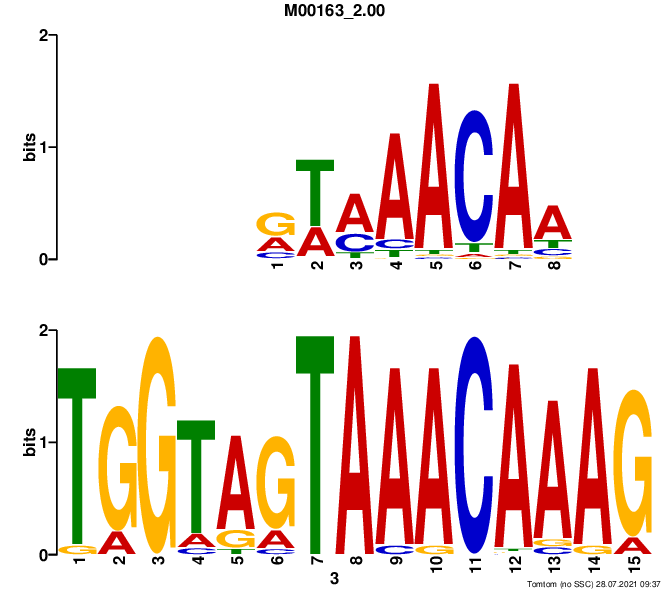 M00163_2.00
2
bits
1
0
G T A A A C A A
A A C C T T T T
C T T A C
1 2 3 4 5 6 7 8
2
bits
1
0
T G G T A G T A A A C A A A G
G A A G A C G T G G A
C T C C
1 2 3 4 5 6 7 8 9 10 11 12 13 14 15
3
Tomtom (no SSC) 28.07.2021 09:37